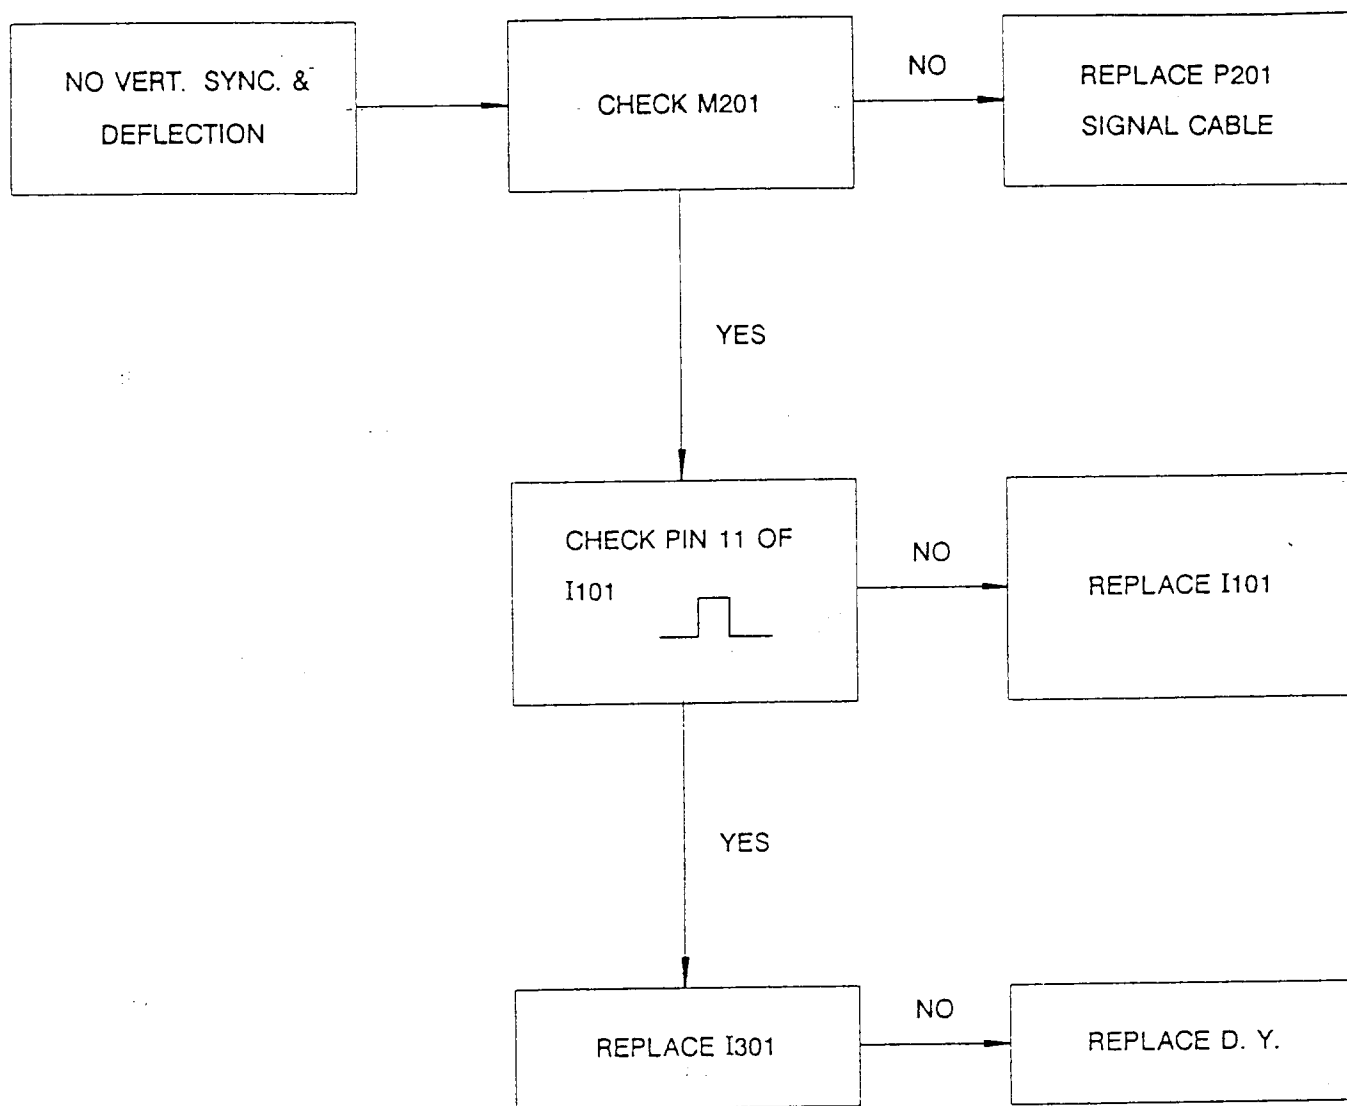 NO VERT. SYNC. &
DEFLECTION
CHECK M201
NO
REPLACE P201
SIGNAL CABLE
YES
CHECK PIN 11 OF
I101
NO
REPLACE I101
YES
REPLACE I301
NO
REPLACE D. Y.